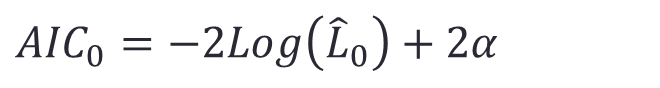 AIC₀ = −2Log(L̂₀) + 2α